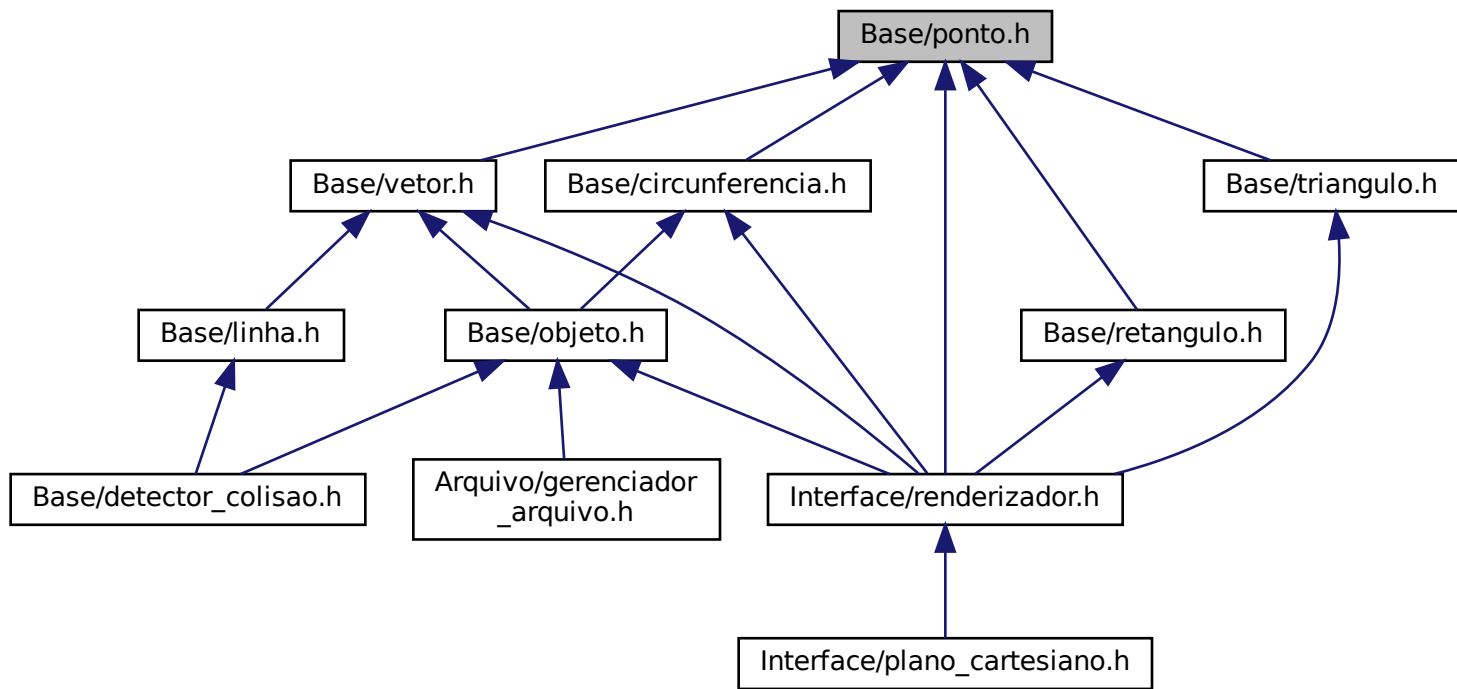 Base/ponto.h
Base/vetor.h
Base/circunferencia.h
Base/triangulo.h
Base/linha.h
Base/objeto.h
Base/retangulo.h
Base/detector_colisao.h
Arquivo/gerenciador
_arquivo.h
Interface/renderizador.h
Interface/plano_cartesiano.h